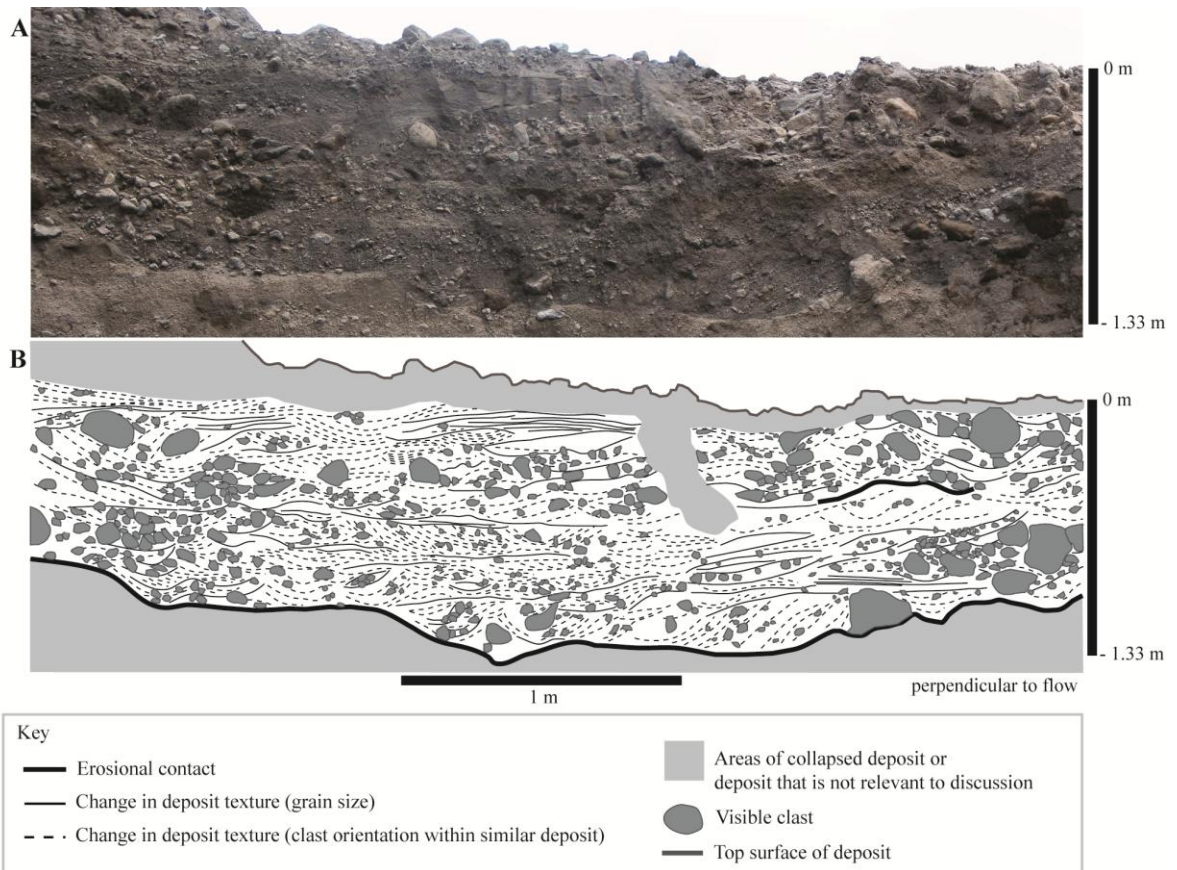 A
0 m
- 1.33 m
B
0 m
- 1.33 m
1 m
perpendicular to flow
Key
Erosional contact
Change in deposit texture (grain size)
Change in deposit texture (clast orientation within similar deposit)
Areas of collapsed deposit or
deposit that is not relevant to discussion
Visible clast
Top surface of deposit